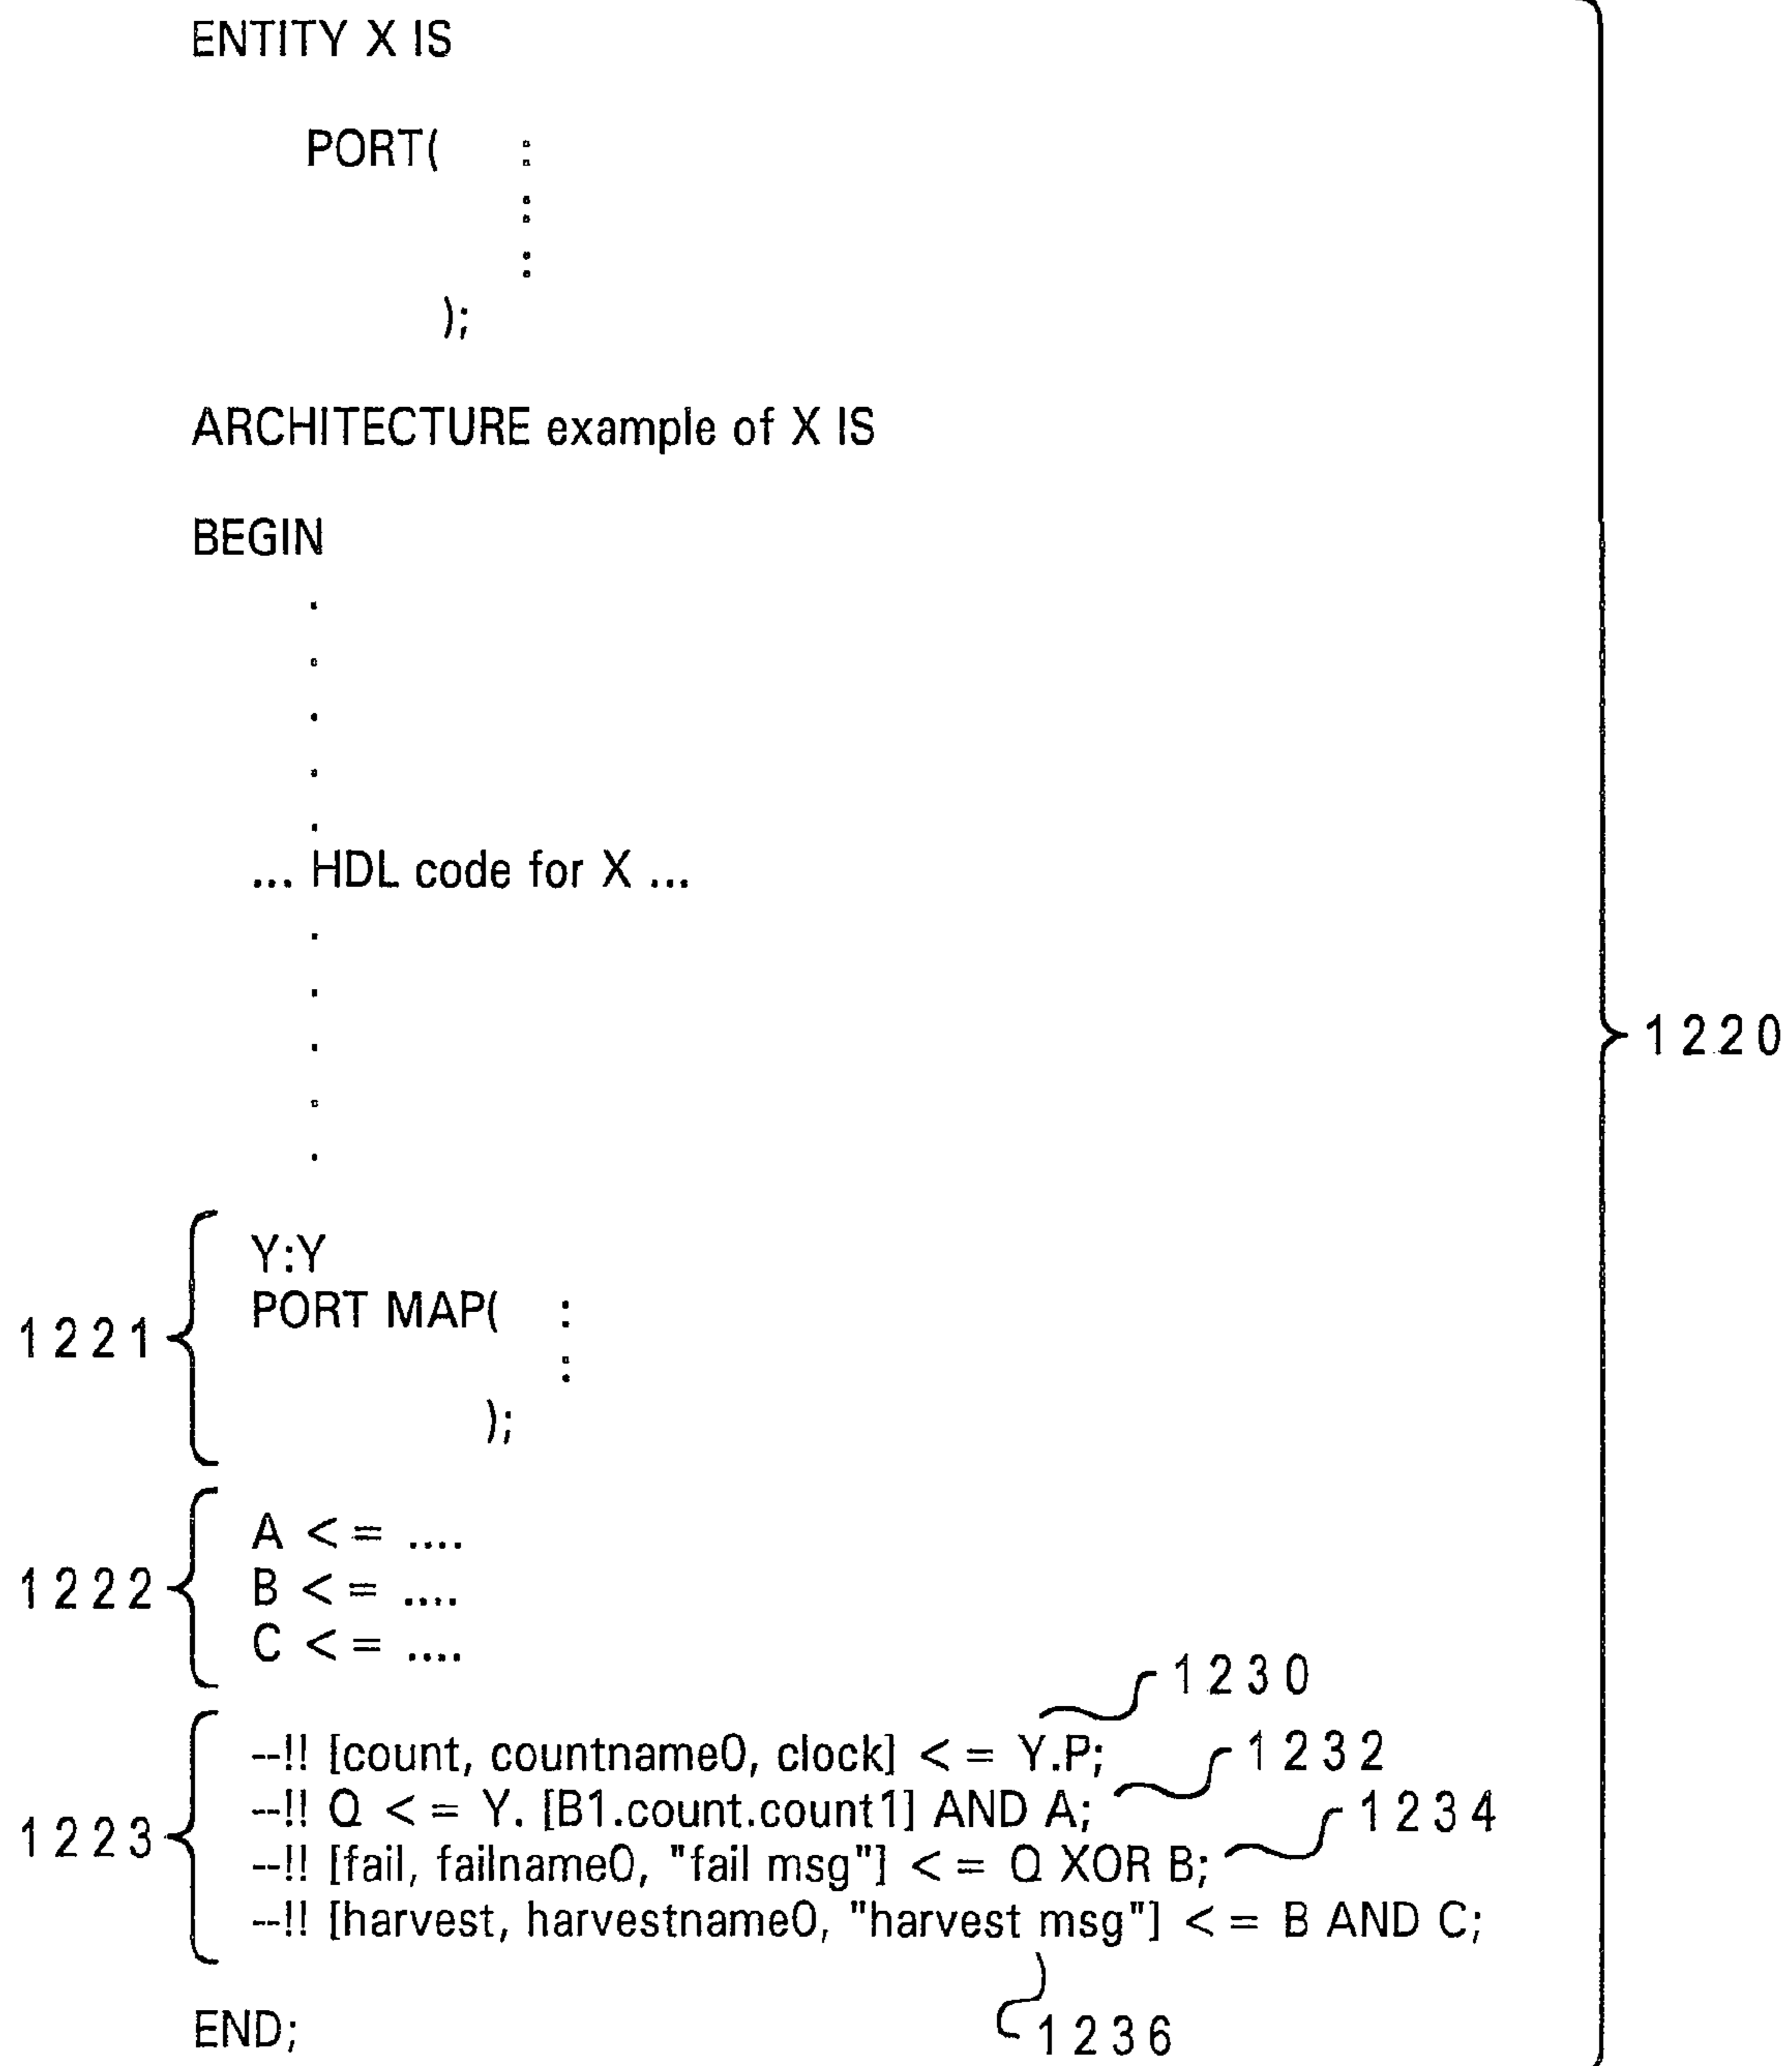 ENTITY X IS
PORT( :
:
:
);
ARCHITECTURE example of X IS
BEGIN
.
.
.
.
.
... HDL code for X ...
.
.
.
.
.
1220
Y:Y
PORT MAP( :
:
);
1221
A <= ....
B <= ....
C <= ....
1222
1230
--!! [count, countname0, clock] <= Y.P;
1232
--!! Q <= Y. [B1.count.count1] AND A;
1234
--!! [fail, failname0, "fail msg"] <= Q XOR B;
--!! [harvest, harvestname0, "harvest msg"] <= B AND C;
1223
1236
END;